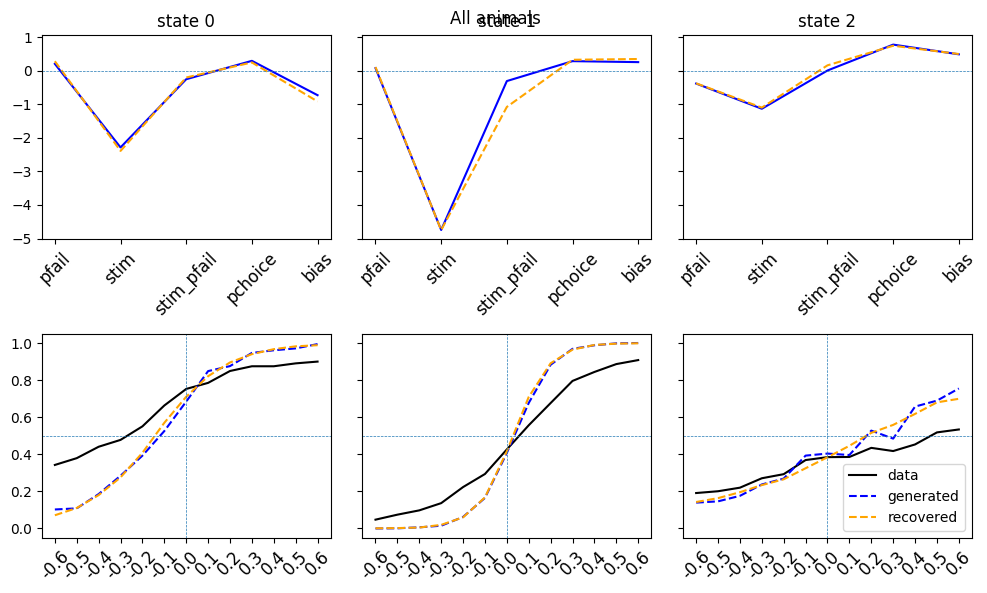 All animals
state 0
state 1
state 2
1
0
−1
−2
−3
−4
−5
pfail stim stim_pfail pchoice bias
pfail stim stim_pfail pchoice bias
pfail stim stim_pfail pchoice bias
1.0
0.8
0.6
0.4
0.2
0.0
data
generated
recovered
-0.6 -0.5 -0.4 -0.3 -0.2 -0.1 0.0 0.1 0.2 0.3 0.4 0.5 0.6
-0.6 -0.5 -0.4 -0.3 -0.2 -0.1 0.0 0.1 0.2 0.3 0.4 0.5 0.6
-0.6 -0.5 -0.4 -0.3 -0.2 -0.1 0.0 0.1 0.2 0.3 0.4 0.5 0.6